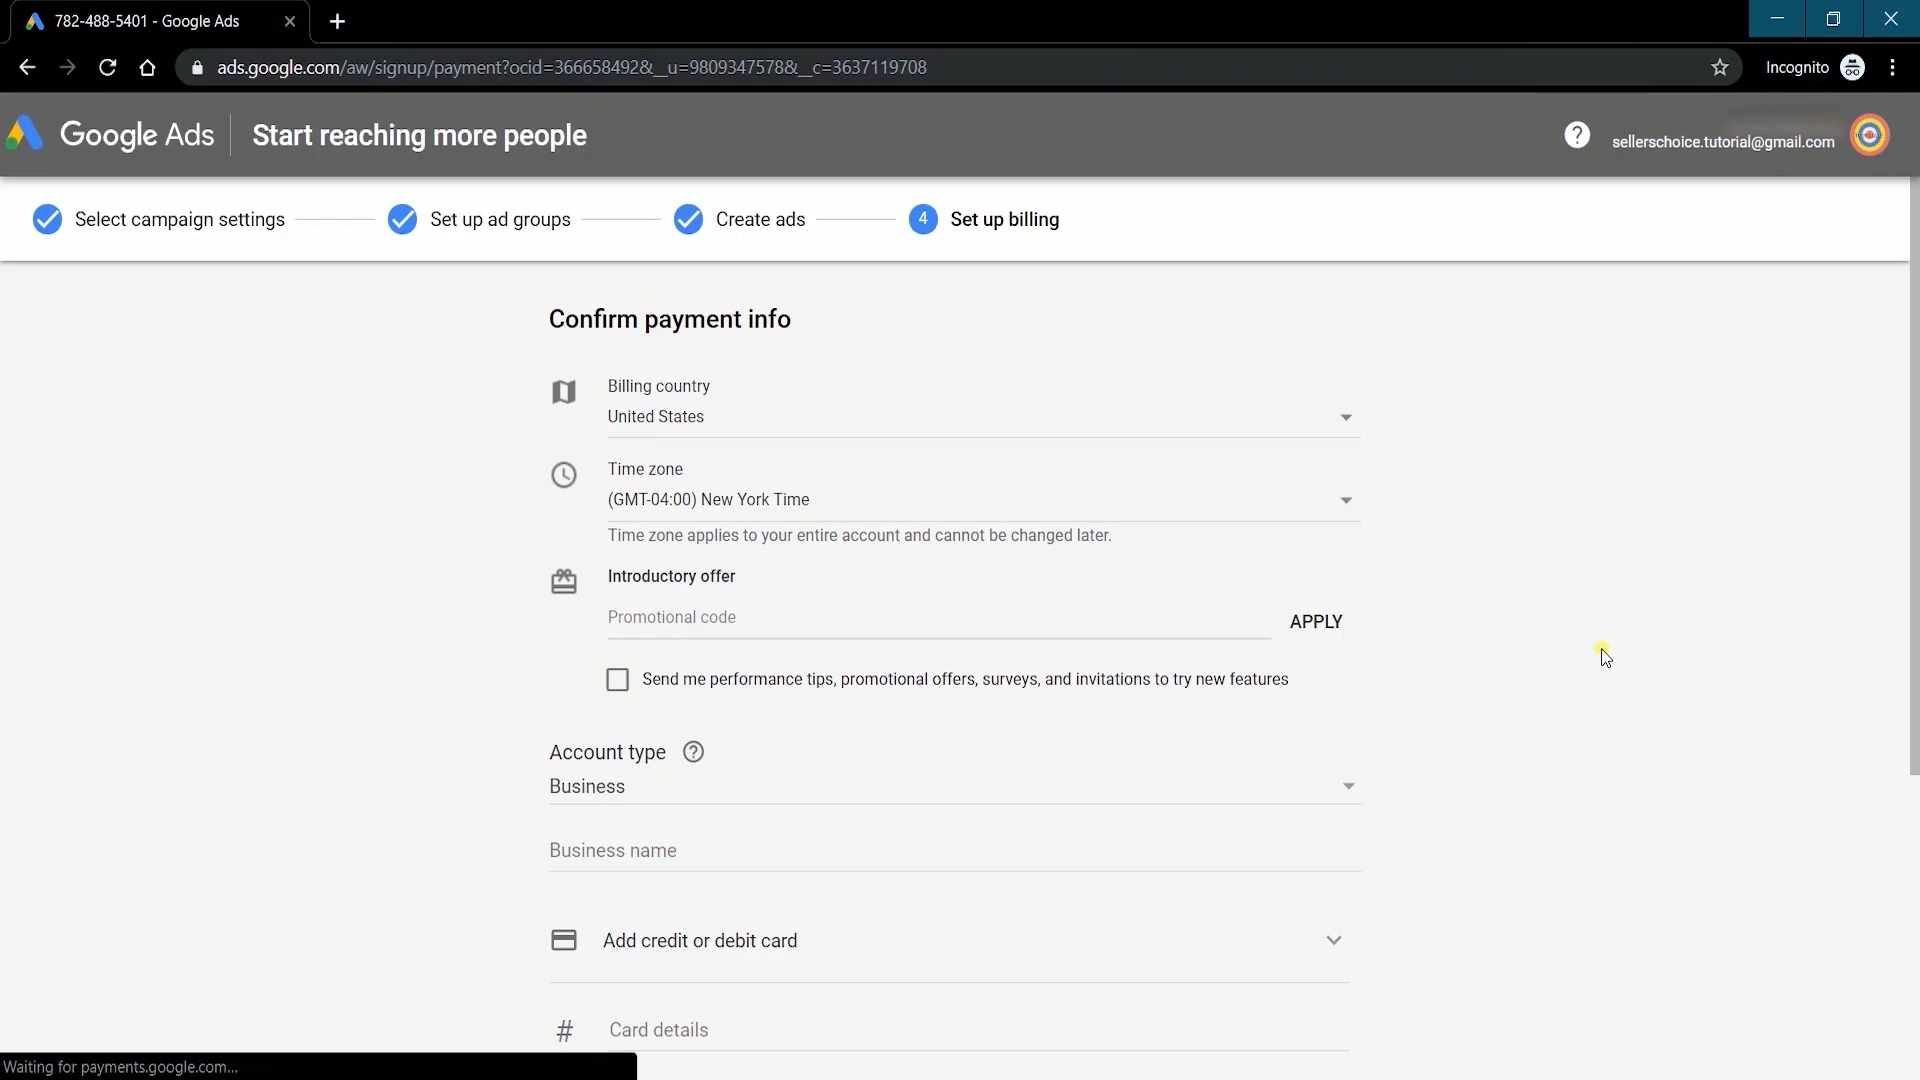 782-488-5401 - Google Ads
ads.google.com/aw/signup/payment?ocid=366658492&__u=9809347578&__c=3637119708
Incognito
Google Ads
Start reaching more people
sellerschoice.tutorial@gmail.com
Select campaign settings
Set up ad groups
Create ads
4
Set up billing
Confirm payment info
Billing country
United States
Time zone
(GMT-04:00) New York Time
Time zone applies to your entire account and cannot be changed later.
Introductory offer
Promotional code
APPLY
Send me performance tips, promotional offers, surveys, and invitations to try new features
Account type
Business
Business name
Add credit or debit card
# Card details
Waiting for payments.google.com...